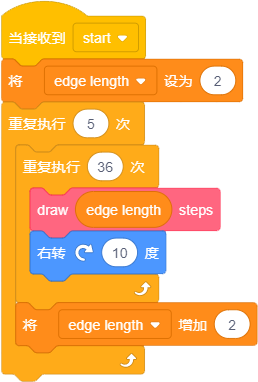 当接收到 start
将 edge length 设为 2
重复执行 5 次
重复执行 36 次
draw edge length steps
右转 10 度
将 edge length 增加 2